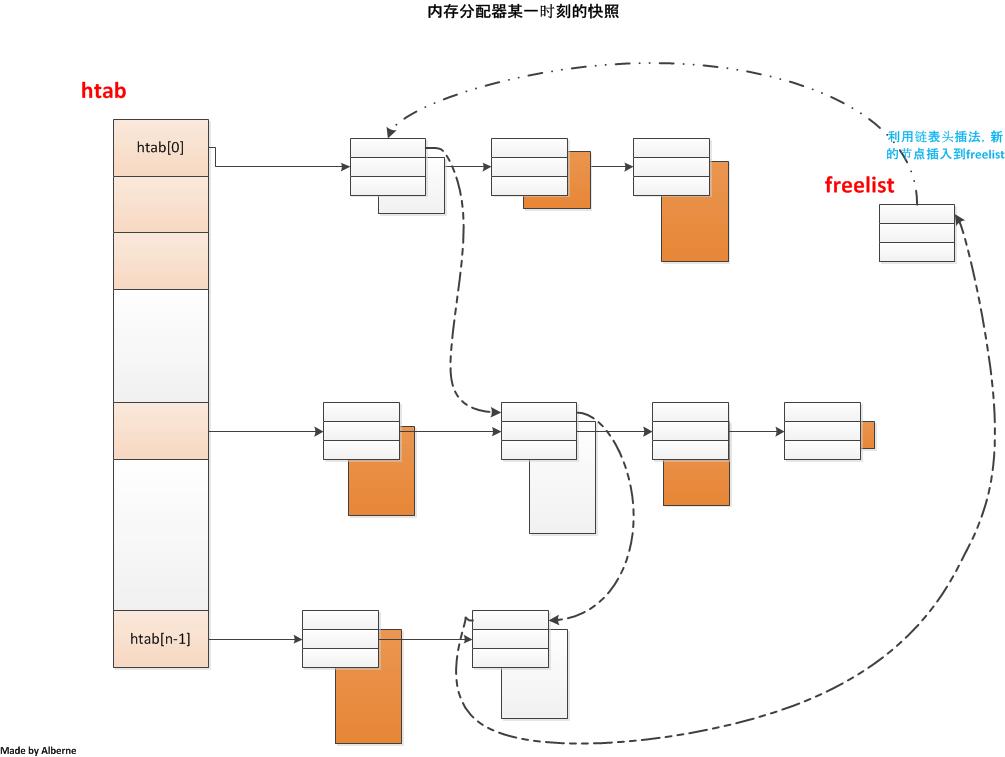 内存分配器某一时刻的快照
htab
htab[0]
利用链表头插法, 新
的节点插入到freelist
freelist
htab[n-1]
Made by Alberne